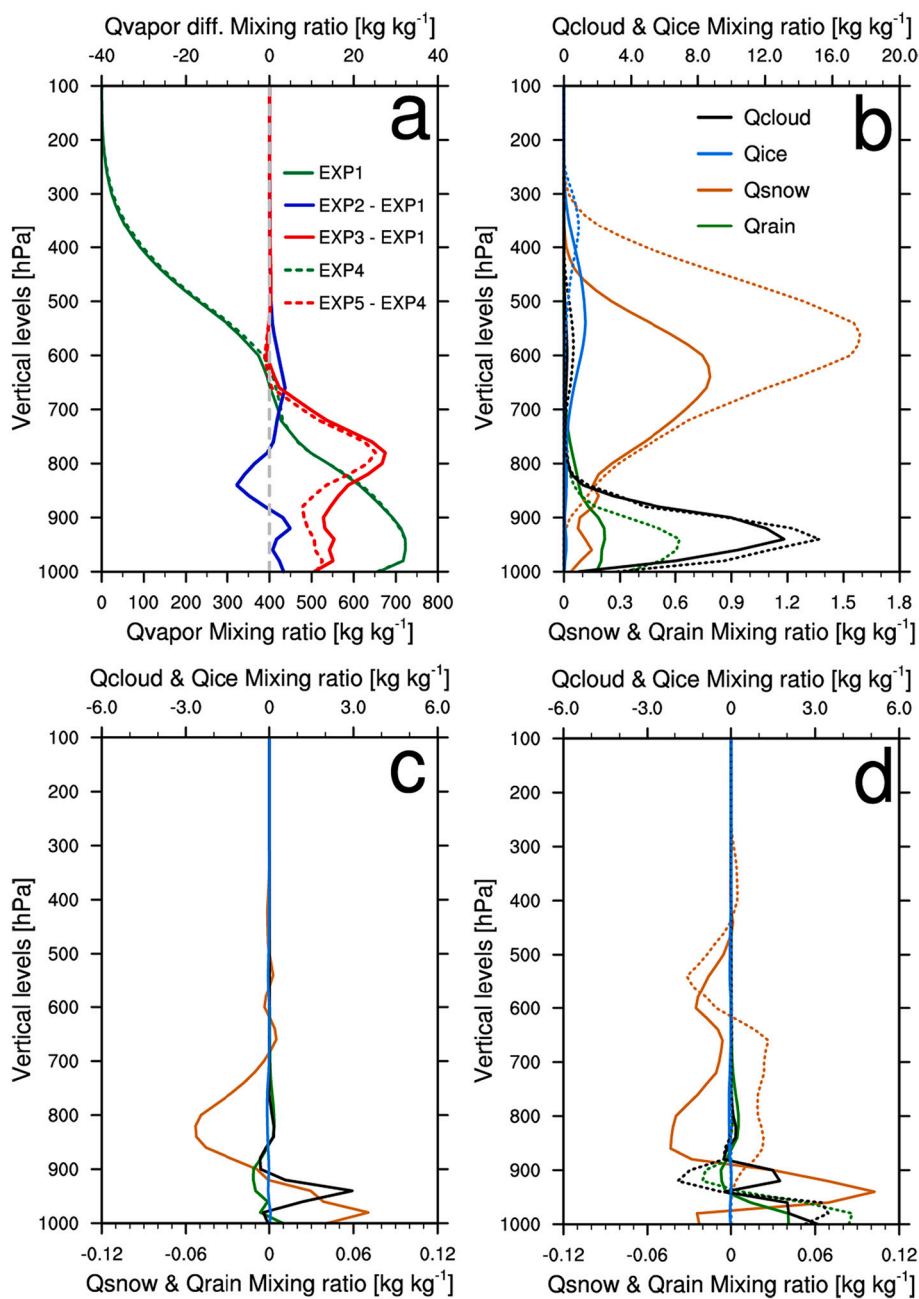 Qvapor diff. Mixing ratio [kg kg-1]
-40 -20 0 20 40
a
Vertical levels [hPa]
100
200
300
400
500
600
700
800
900
1000
EXP1
EXP2 - EXP1
EXP3 - EXP1
EXP4
EXP5 - EXP4
0 100 200 300 400 500 600 700 800
Qvapor Mixing ratio [kg kg-1]
Qcloud & Qice Mixing ratio [kg kg-1]
0 4.0 8.0 12.0 16.0 20.0
b
Vertical levels [hPa]
100
200
300
400
500
600
700
800
900
1000
Qcloud
Qice
Qsnow
Qrain
0 0.3 0.6 0.9 1.2 1.5 1.8
Qsnow & Qrain Mixing ratio [kg kg-1]
Qcloud & Qice Mixing ratio [kg kg-1]
-6.0 -3.0 0 3.0 6.0
c
Vertical levels [hPa]
100
200
300
400
500
600
700
800
900
1000
-0.12 -0.06 0 0.06 0.12
Qsnow & Qrain Mixing ratio [kg kg-1]
Qcloud & Qice Mixing ratio [kg kg-1]
-6.0 -3.0 0 3.0 6.0
d
Vertical levels [hPa]
100
200
300
400
500
600
700
800
900
1000
-0.12 -0.06 0 0.06 0.12
Qsnow & Qrain Mixing ratio [kg kg-1]